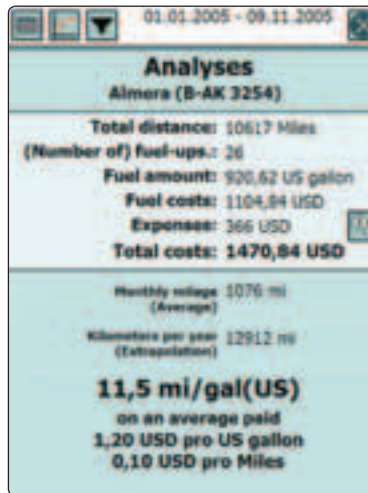 01.01.2005 - 09.11.2005
Analyses
Almera (B-AK 3254)
Total distance: 10617 Miles
(Number of) fuel-ups.: 26
Fuel amount: 920,62 US gallon
Fuel costs: 1104,84 USD
Expenses: 366 USD
Total costs: 1470,84 USD
Monthly milage 1076 mi
(Average)
Kilometers per year 12912 mi
(Extrapolation)
11,5 mi/gal(US)
on an average paid
1,20 USD pro US gallon
0,10 USD pro Miles